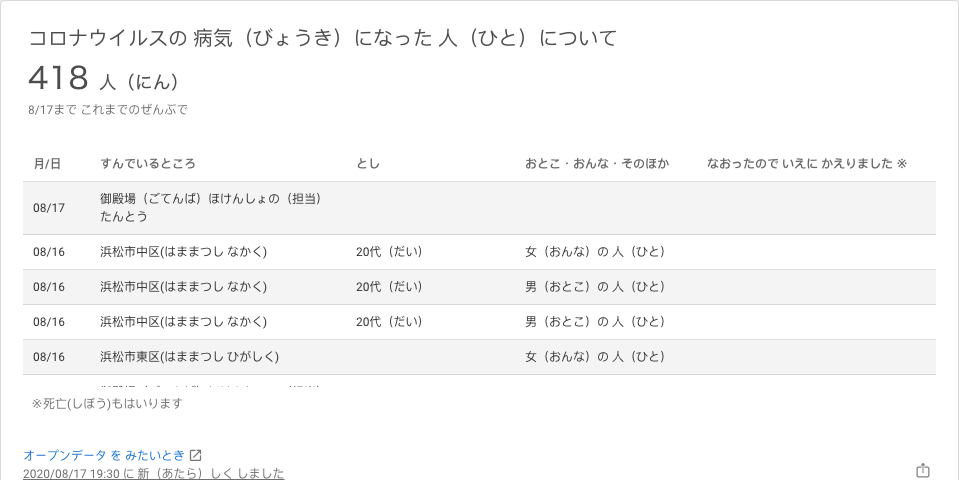 コロナウイルスの 病気（びょうき）になった 人（ひと）について
418 人（にん）
8/17まで これまでのぜんぶで
月/日 すんでいるところ とし おとこ・おんな・そのほか なおったので いえに かえりました ※
08/17 御殿場（ごてんば）ほけんしょの（担当）
たんとう
08/16 浜松市中区(はままつし なかく) 20代（だい） 女（おんな）の 人（ひと）
08/16 浜松市中区(はままつし なかく) 20代（だい） 男（おとこ）の 人（ひと）
08/16 浜松市中区(はままつし なかく) 20代（だい） 男（おとこ）の 人（ひと）
08/16 浜松市東区(はままつし ひがしく) 女（おんな）の 人（ひと）
※死亡(しぼう)もはいります
オープンデータ を みたいとき
2020/08/17 19:30 に 新（あたら）しく しました